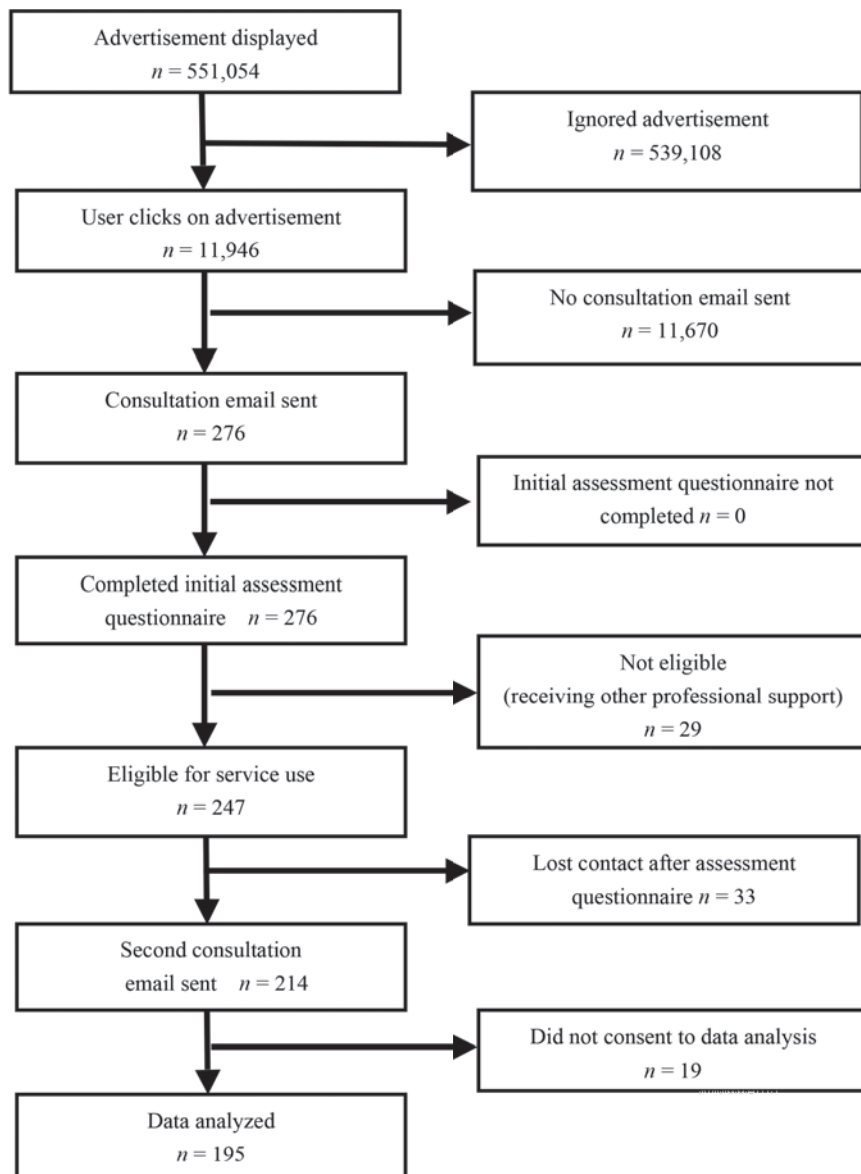 Advertisement displayed
n = 551,054
Ignored advertisement
n = 539,108
User clicks on advertisement
n = 11,946
No consultation email sent
n = 11,670
Consultation email sent
n = 276
Initial assessment questionnaire not
completed n = 0
Completed initial assessment
questionnaire n = 276
Not eligible
(receiving other professional support)
n = 29
Eligible for service use
n = 247
Lost contact after assessment
questionnaire n = 33
Second consultation
email sent n = 214
Did not consent to data analysis
n = 19
Data analyzed
n = 195